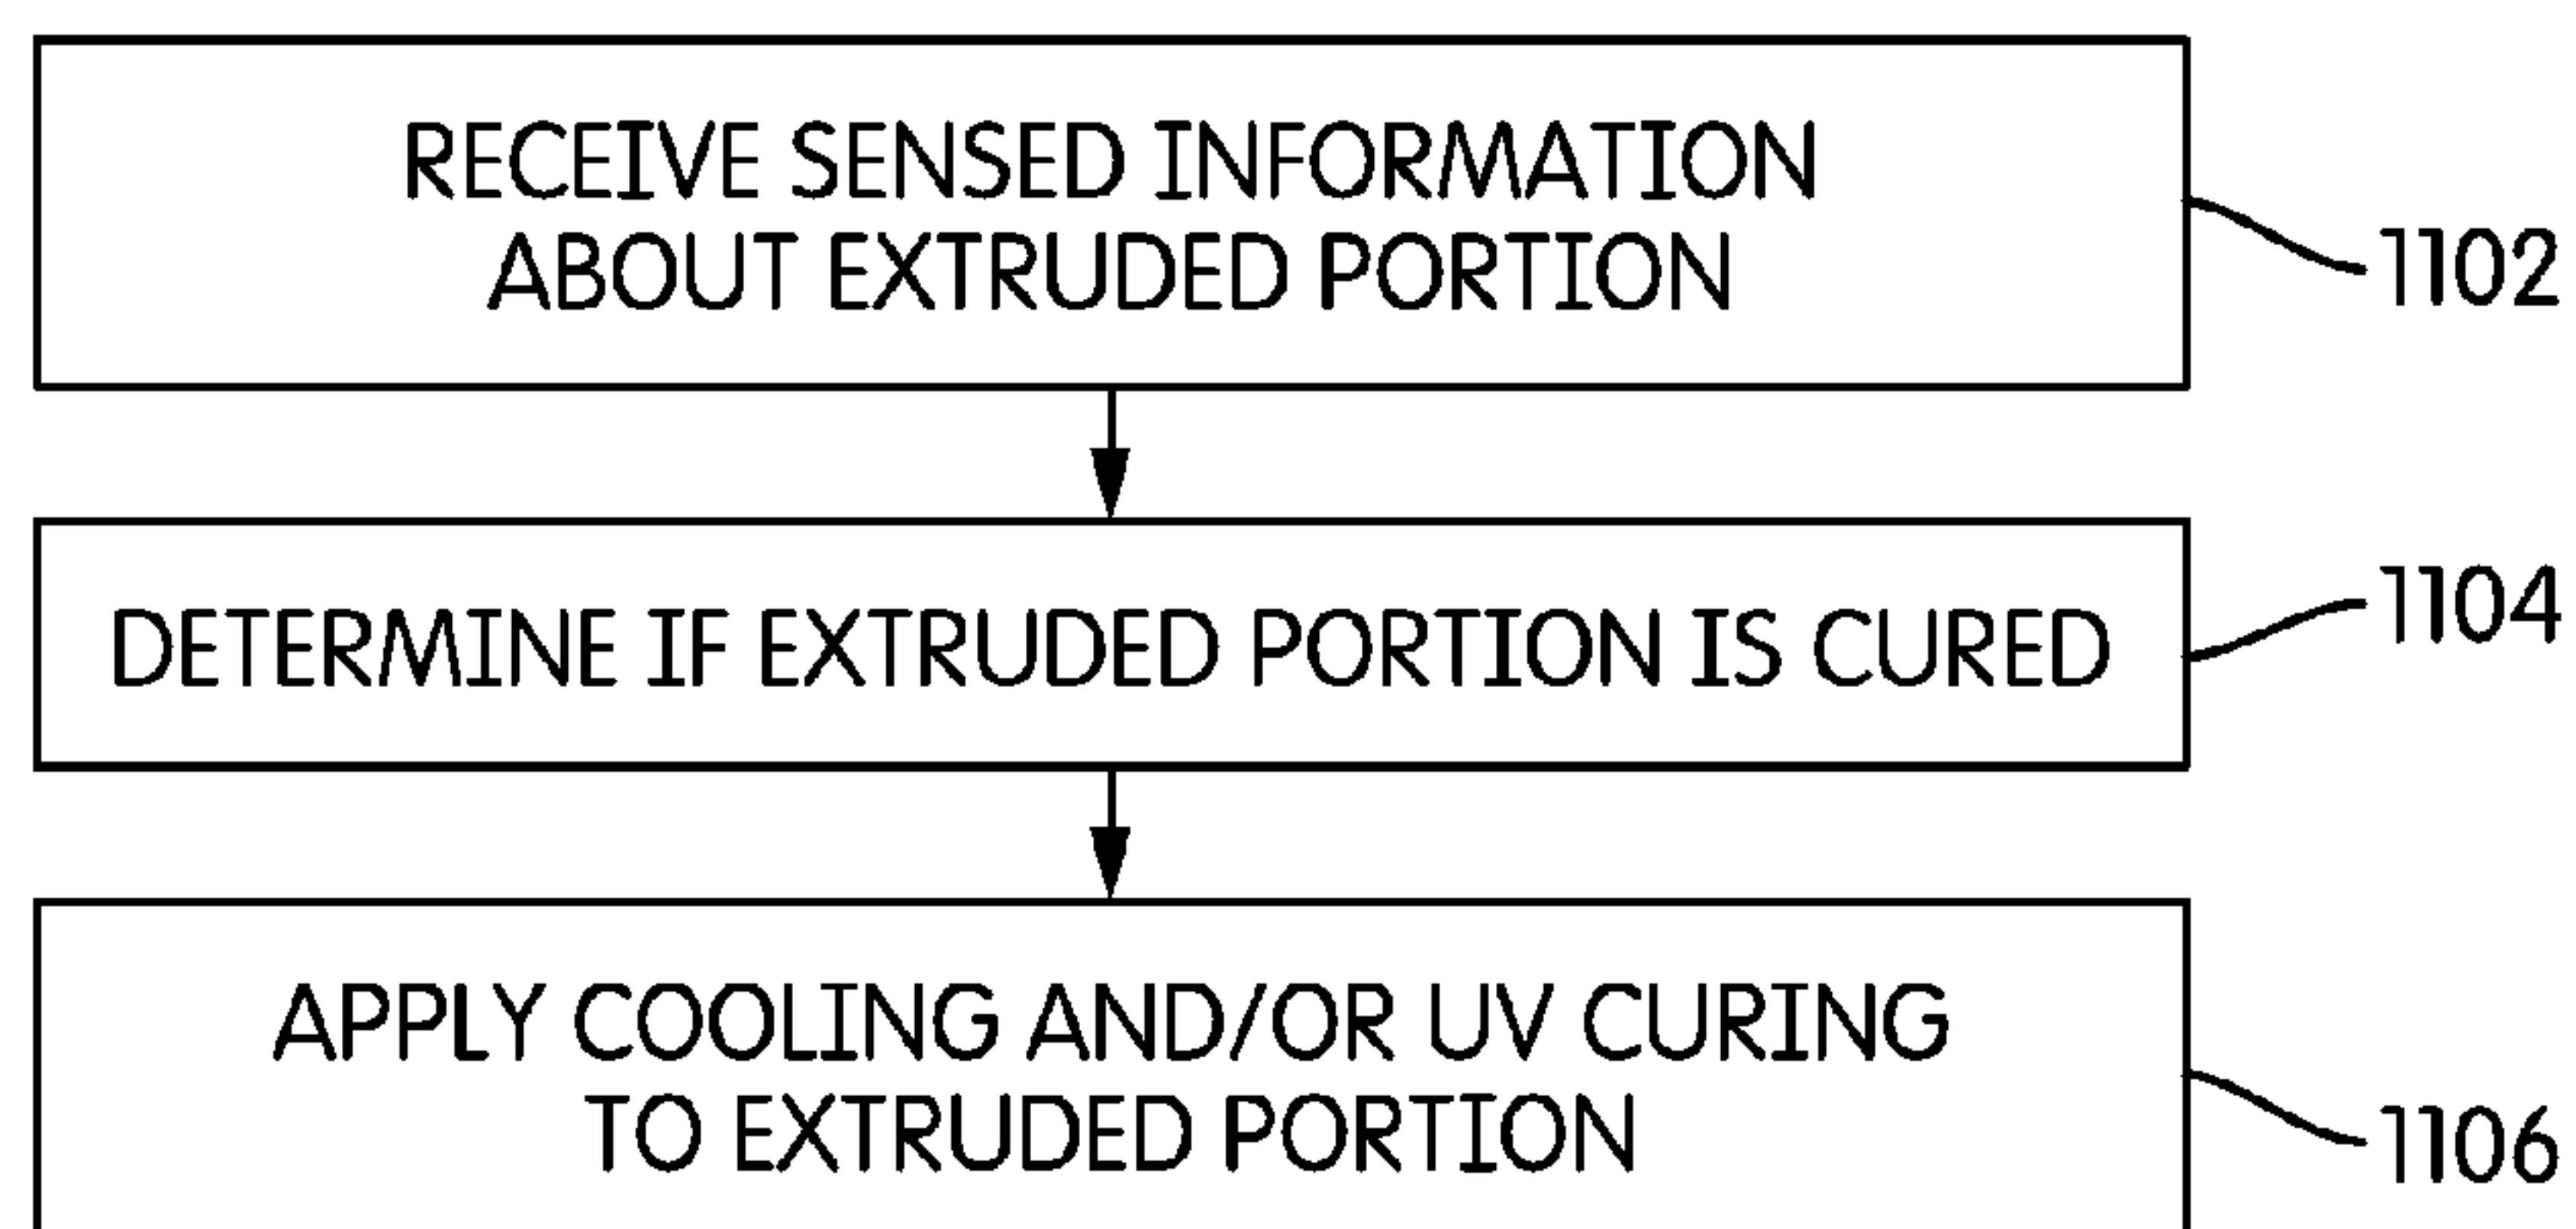 RECEIVE SENSED INFORMATION
ABOUT EXTRUDED PORTION
1102
DETERMINE IF EXTRUDED PORTION IS CURED
1104
APPLY COOLING AND/OR UV CURING
TO EXTRUDED PORTION
1106